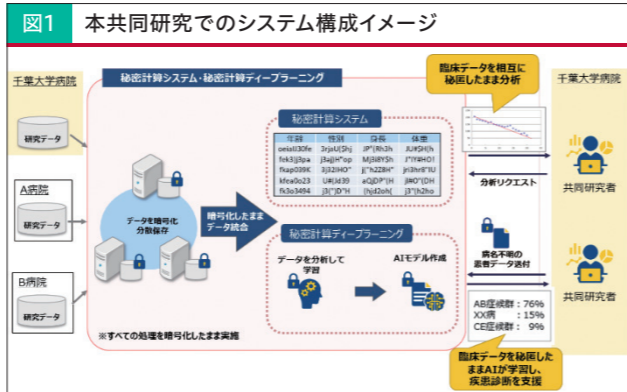 図1 本共同研究でのシステム構成イメージ
千葉大学病院
研究データ
A病院
研究データ
B病院
研究データ
秘密計算システム・秘密計算ディープラーニング
データを暗号化
分散保存
暗号化したまま
データ統合
秘密計算システム
年齢 性別 身長 体重
秘密計算ディープラーニング
データを分析して
学習
AIモデル作成
※すべての処理を暗号化したまま実施
臨床データを相互に
秘匿したまま分析
分析リクエスト
病名不明の
患者データ送付
AB症候群:76%
XX病 :15%
CE症候群: 9%
臨床データを秘匿した
ままAIが学習し、
疾患診断を支援
千葉大学病院
共同研究者
共同研究者